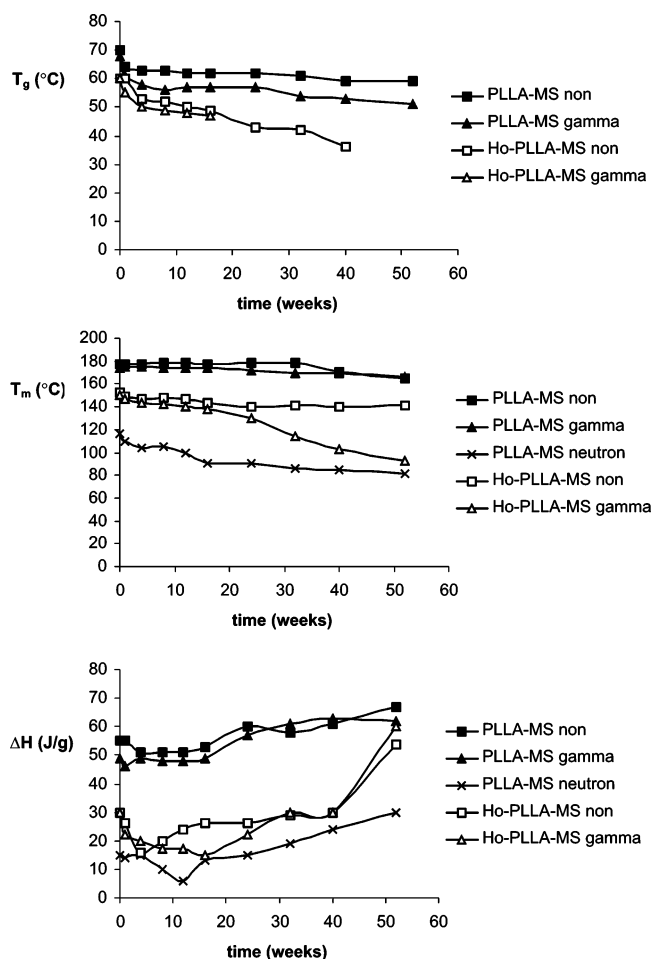 80
70
60
50
40
30
20
10
0
T_g (°C)
0 10 20 30 40 50 60
time (weeks)
PLLA-MS non
PLLA-MS gamma
Ho-PLLA-MS non
Ho-PLLA-MS gamma
200
180
160
140
120
100
80
60
40
20
0
T_m (°C)
0 10 20 30 40 50 60
time (weeks)
PLLA-MS non
PLLA-MS gamma
PLLA-MS neutron
Ho-PLLA-MS non
Ho-PLLA-MS gamma
80
70
60
50
40
30
20
10
0
ΔH (J/g)
0 10 20 30 40 50 60
time (weeks)
PLLA-MS non
PLLA-MS gamma
PLLA-MS neutron
Ho-PLLA-MS non
Ho-PLLA-MS gamma